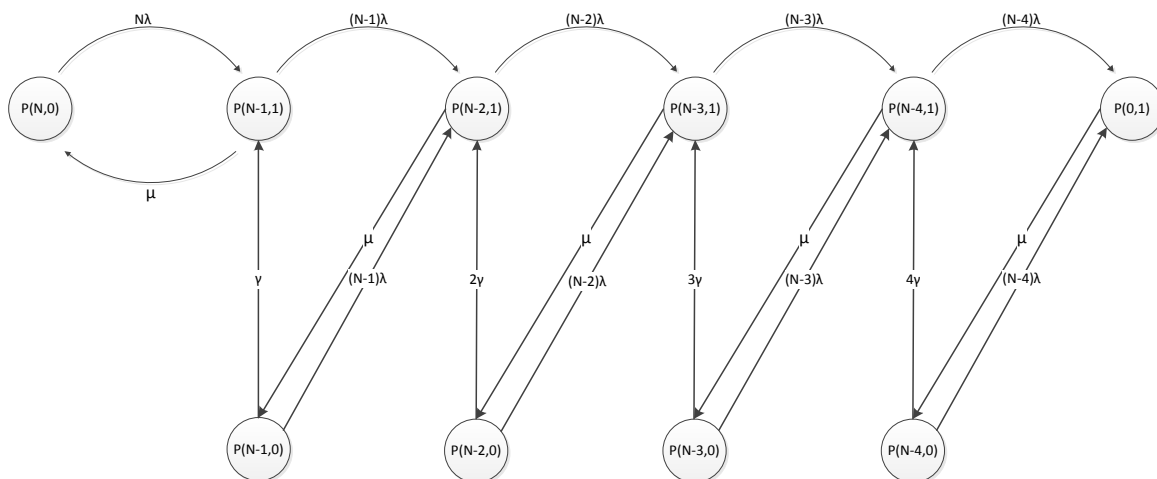 Nλ
(N-1)λ
(N-2)λ
(N-3)λ
(N-4)λ
P(N,0)
P(N-1,1)
P(N-2,1)
P(N-3,1)
P(N-4,1)
P(0,1)
μ
μ
μ
μ
μ
γ
(N-1)λ
2γ
(N-2)λ
3γ
(N-3)λ
4γ
(N-4)λ
P(N-1,0)
P(N-2,0)
P(N-3,0)
P(N-4,0)